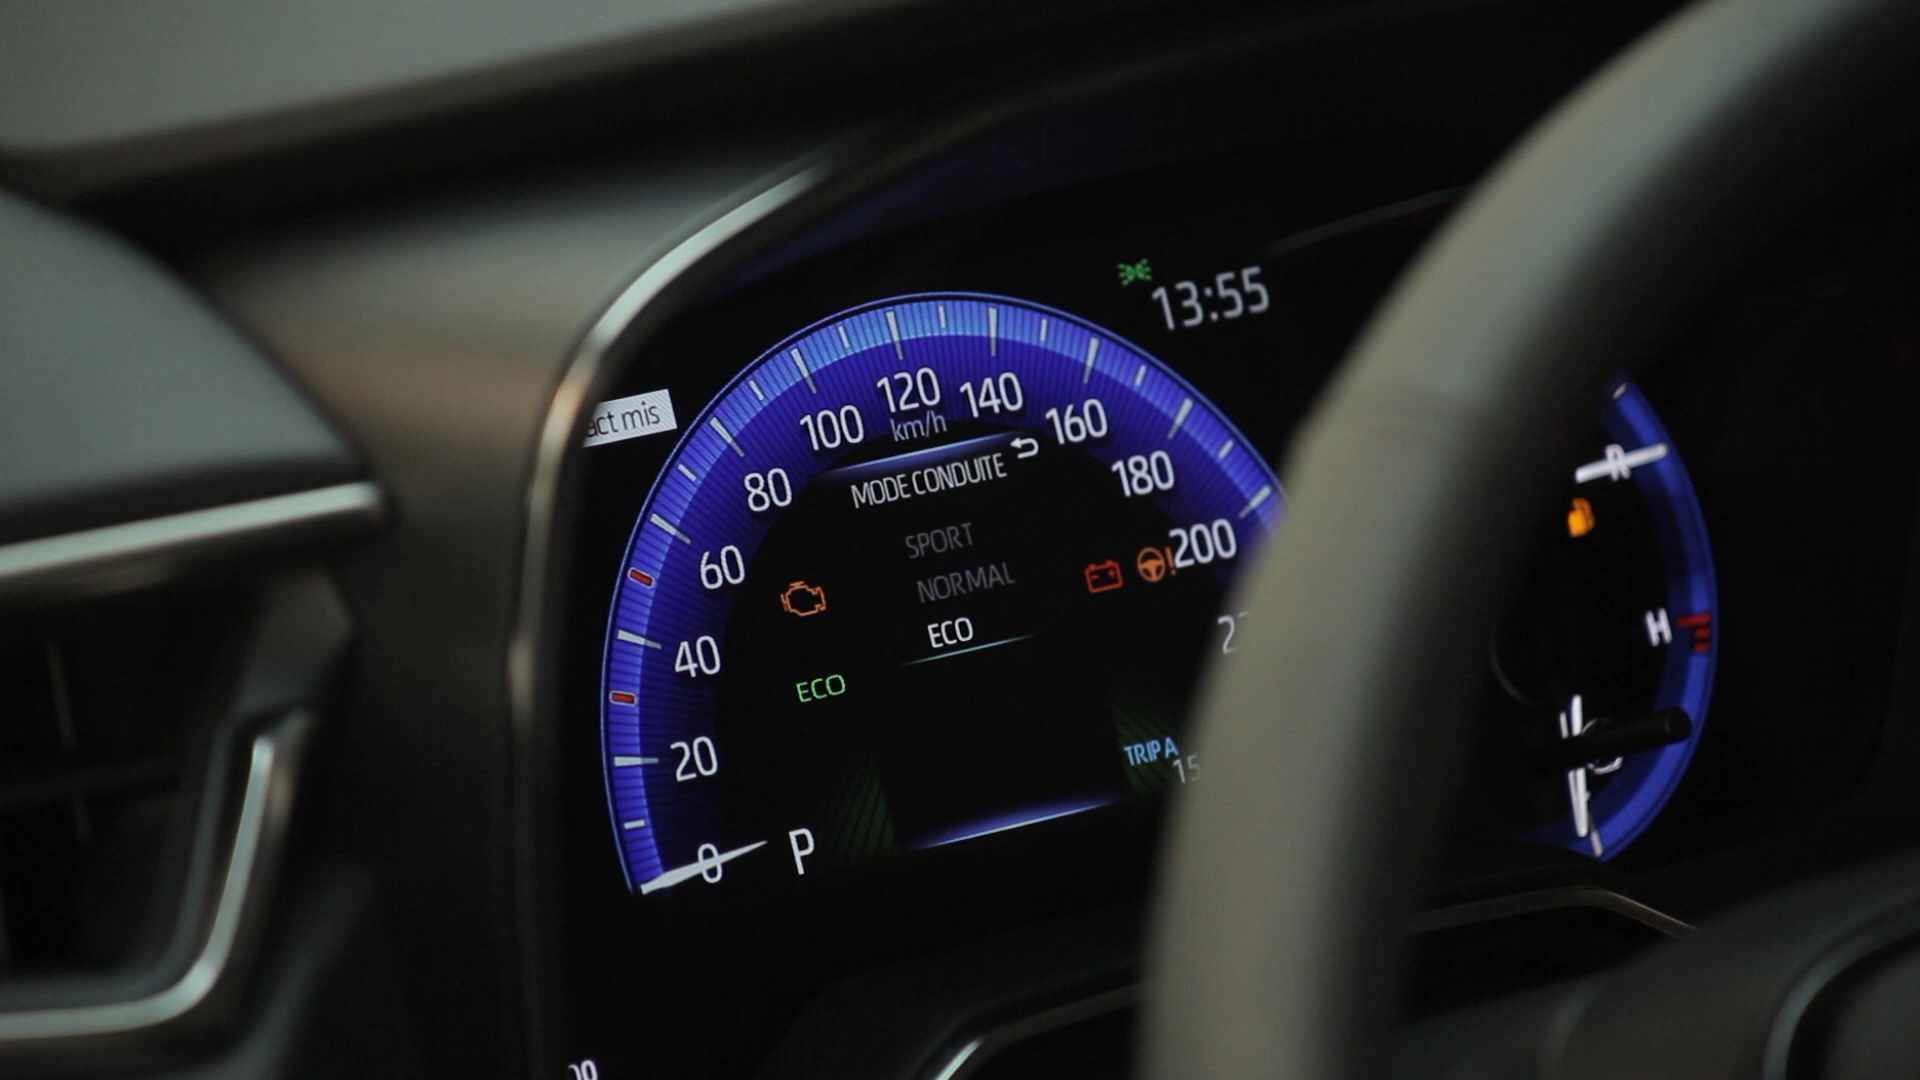 13:55
act mis
120
100
140
km/h
160
80
MODE CONDUITE
180
SPORT
60
200
NORMAL
ECO
40
ECO
20
TRIP A
15
0
P
R
H